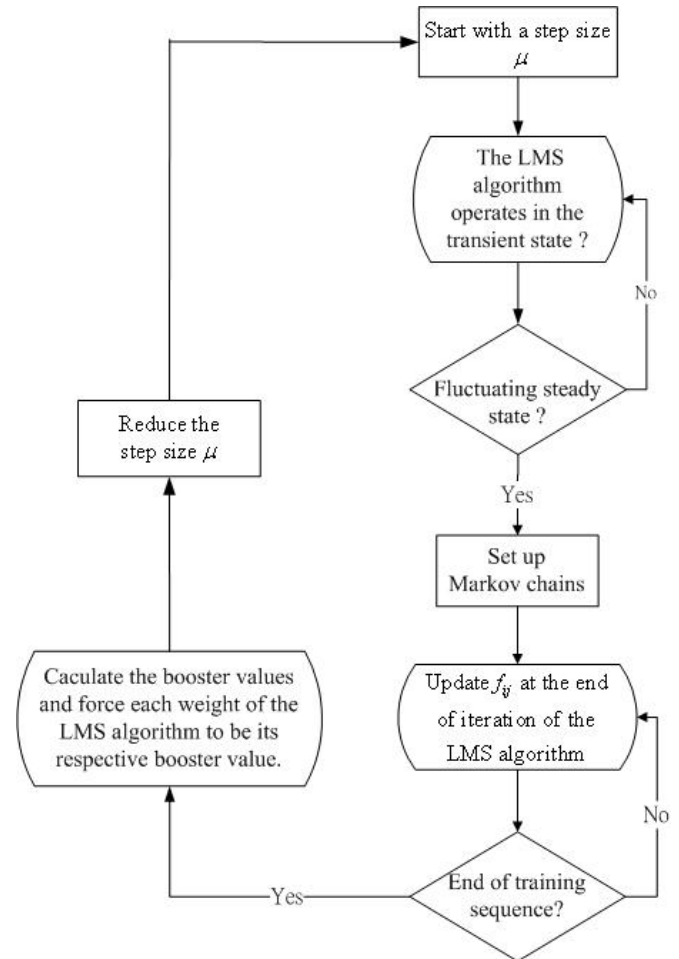 Start with a step size
μ
The LMS
algorithm
operates in the
transient state ?
No
Fluctuating steady
state ?
Yes
Set up
Markov chains
Update f_ij at the end
of iteration of the
LMS algorithm
No
End of training
sequence?
Yes
Caculate the booster values
and force each weight of the
LMS algorithm to be its
respective booster value.
Reduce the
step size μ